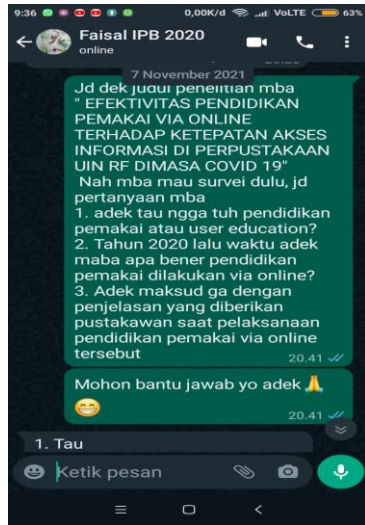 9:36 0,00K/d VoLTE 63%
Faisal IPB 2020
online
7 November 2021
Jd dek judul penelitian mba
" EFEKTIVITAS PENDIDIKAN
PEMAKAI VIA ONLINE
TERHADAP KETEPATAN AKSES
INFORMASI DI PERPUSTAKAAN
UIN RF DIMASA COVID 19"
Nah mba mau survei dulu, jd
pertanyaan mba
1. adek tau ngga tuh pendidikan
pemakai atau user education?
2. Tahun 2020 lalu waktu adek
maba apa bener pendidikan
pemakai dilakukan via online?
3. Adek maksud ga dengan
penjelasan yang diberikan
pustakawan saat pelaksanaan
pendidikan pemakai via online
tersebut
20.41
Mohon bantu jawab yo adek 🙏
😁
20.41
1. Tau
Ketik pesan